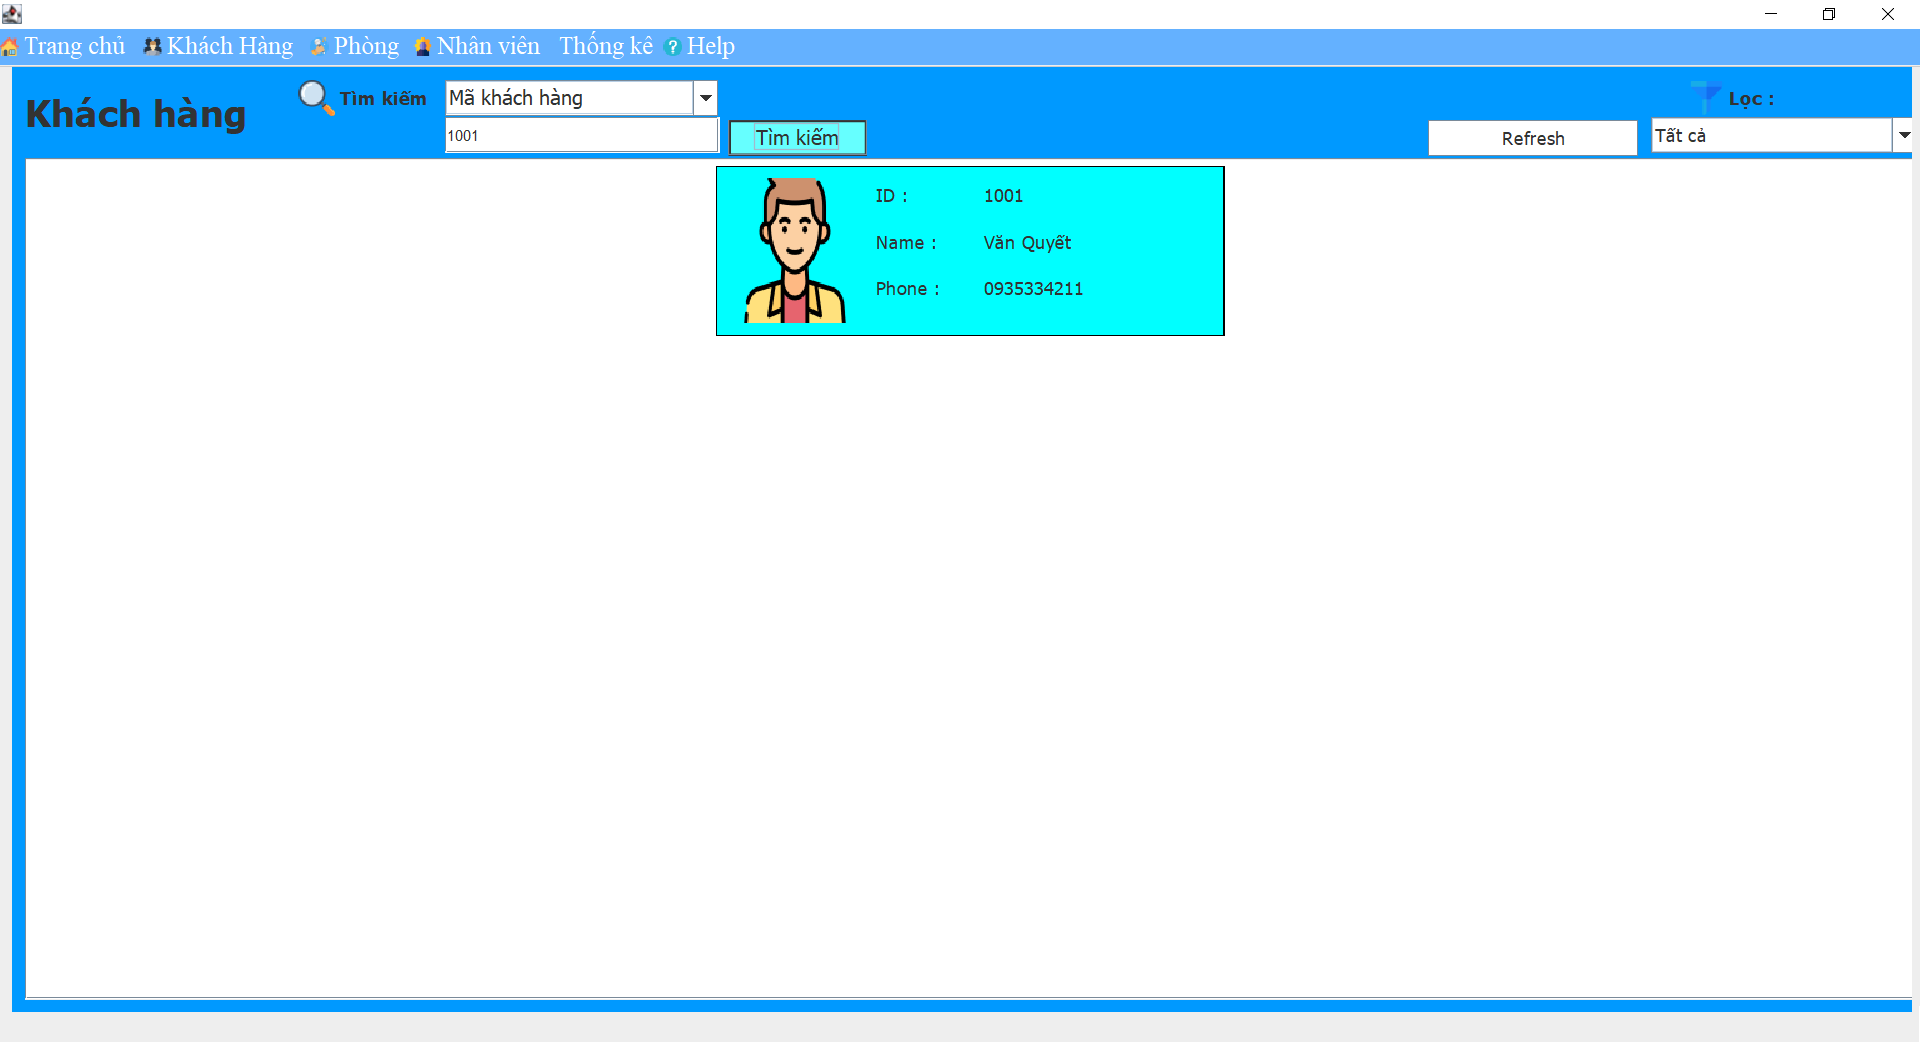 Trang chủ Khách Hàng Phòng Nhân viên Thống kê ? Help
Khách hàng
Tìm kiếm
Mã khách hàng
Lọc :
1001
Tìm kiếm
Refresh
Tất cả
ID : 1001
Name : Văn Quyết
Phone : 0935334211